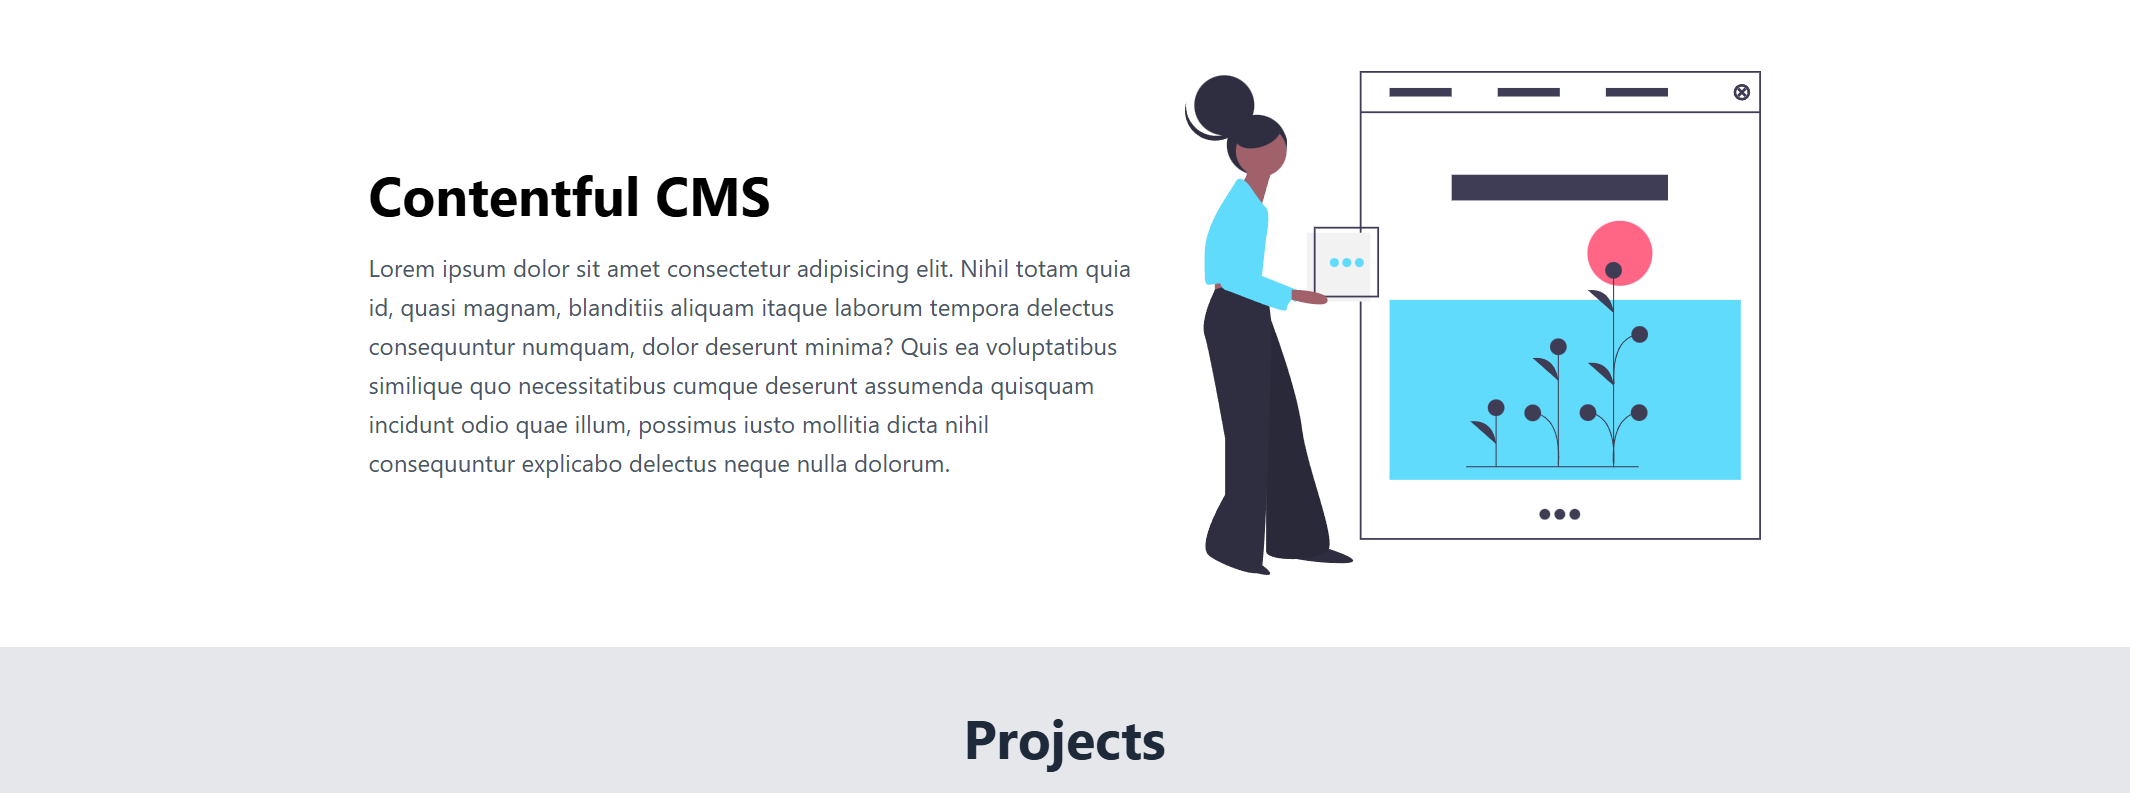 Contentful CMS
Lorem ipsum dolor sit amet consectetur adipisicing elit. Nihil totam quia
id, quasi magnam, blanditiis aliquam itaque laborum tempora delectus
consequuntur numquam, dolor deserunt minima? Quis ea voluptatibus
similique quo necessitatibus cumque deserunt assumenda quisquam
incidunt odio quae illum, possimus iusto mollitia dicta nihil
consequuntur explicabo delectus neque nulla dolorum.
Projects